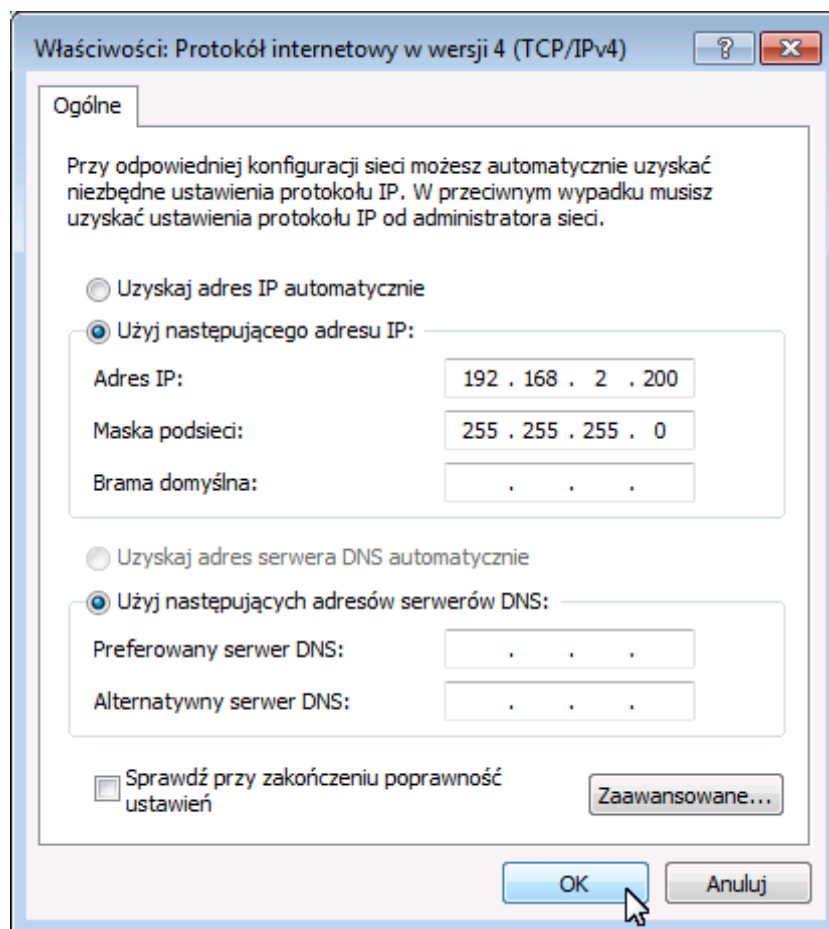 Właściwości: Protokół internetowy w wersji 4 (TCP/IPv4)
?
Ogólne
Przy odpowiedniej konfiguracji sieci możesz automatycznie uzyskać
niezbędne ustawienia protokołu IP. W przeciwnym wypadku musisz
uzyskać ustawienia protokołu IP od administratora sieci.
Uzyskaj adres IP automatycznie
Użyj następującego adresu IP:
Adres IP: 192 . 168 . 2 . 200
Maska podsieci: 255 . 255 . 255 . 0
Brama domyślna: . . .
Uzyskaj adres serwera DNS automatycznie
Użyj następujących adresów serwerów DNS:
Preferowany serwer DNS: . . .
Alternatywny serwer DNS: . . .
Sprawdź przy zakończeniu poprawność
ustawień
Zaawansowane...
OK Anuluj